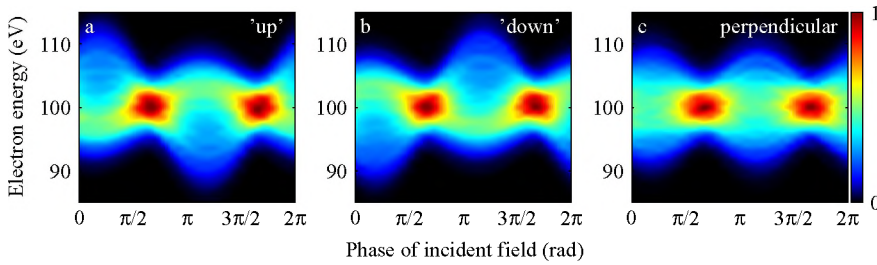 a 'up' b 'down' c perpendicular 1
Electron energy (eV)
110 110 110
100 100 100
90 90 90
0 π/2 π 3π/2 2π 0 π/2 π 3π/2 2π 0 π/2 π 3π/2 2π 0
Phase of incident field (rad)